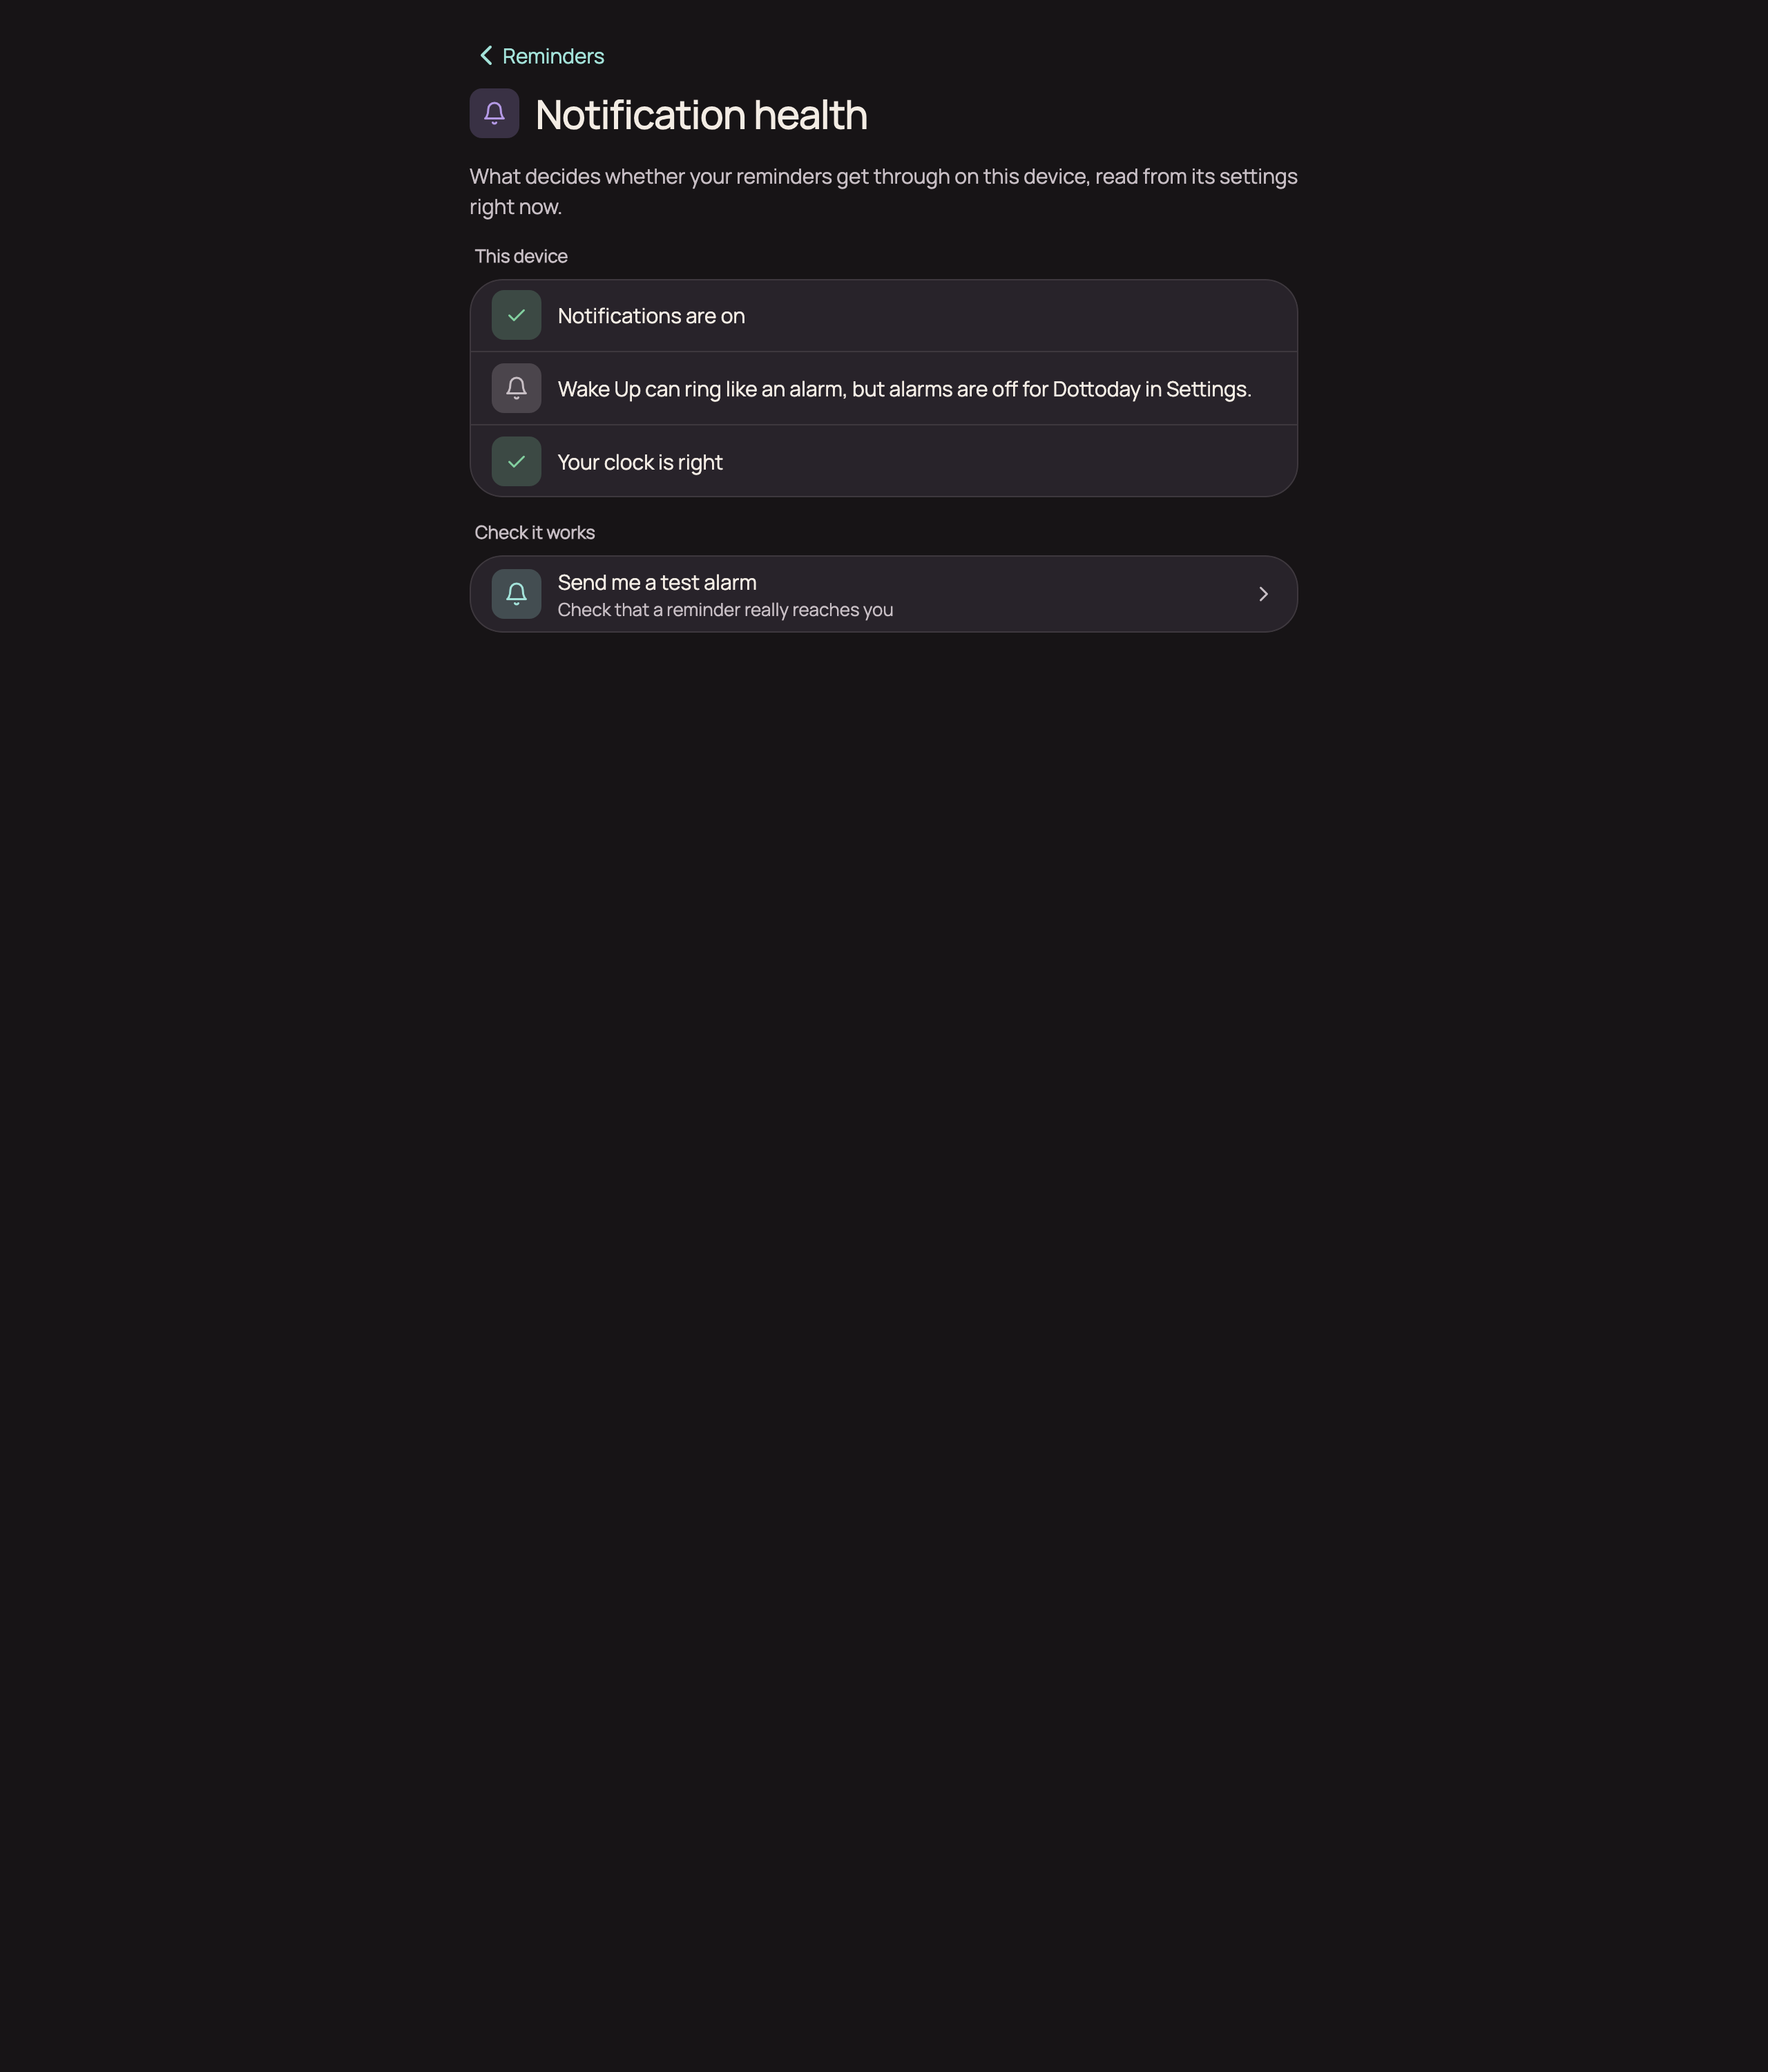 Reminders
Notification health
What decides whether your reminders get through on this device, read from its settings
right now.
This device
Notifications are on
Wake Up can ring like an alarm, but alarms are off for Dottoday in Settings.
Your clock is right
Check it works
Send me a test alarm
Check that a reminder really reaches you